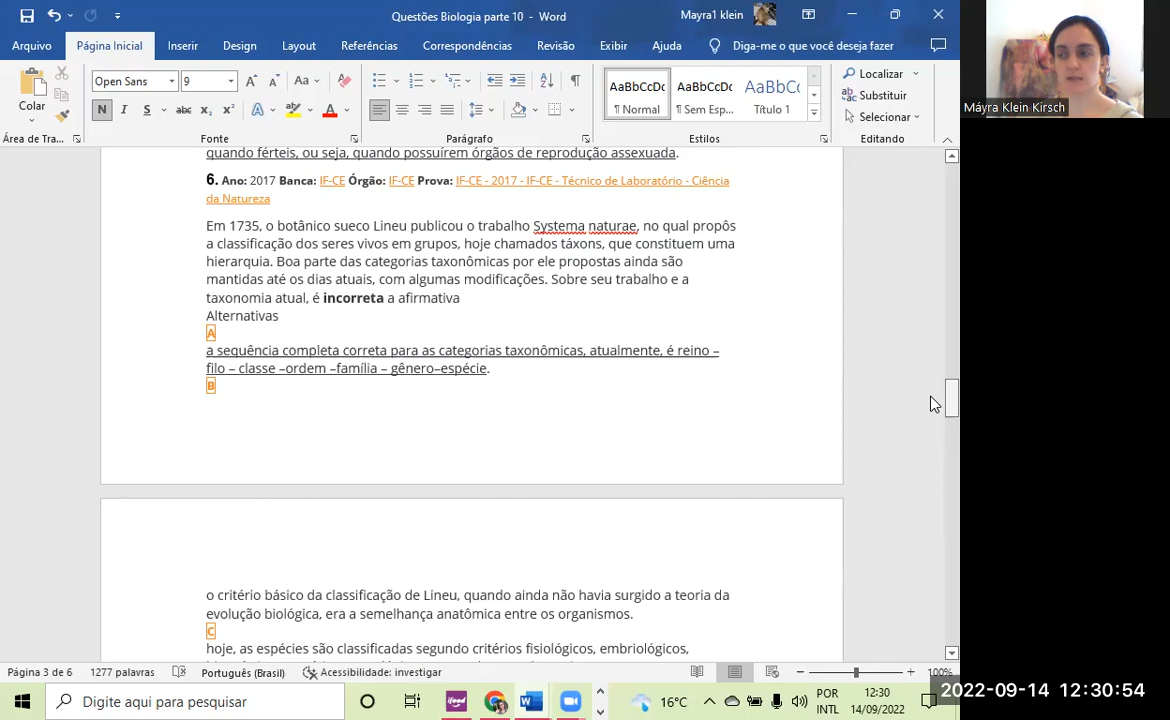 Questões Biologia parte 10 - Word
Mayra1 klein
Arquivo
Página Inicial
Inserir
Design
Layout
Referências
Correspondências
Revisão
Exibir
Ajuda
Diga-me o que você deseja fazer
Colar
Open Sans
9
AaBbCcDc
AaBbCcDc
AaBbCc
¶ Normal
¶ Sem Esp...
Título 1
Localizar
Substituir
Selecionar
Área de Tra...
Fonte
Parágrafo
Estilos
Editando
Máyra Klein Kirsch
quando férteis, ou seja, quando possuírem órgãos de reprodução assexuada.
6. Ano: 2017 Banca: IF-CE Órgão: IF-CE Prova: IF-CE - 2017 - IF-CE - Técnico de Laboratório - Ciência
da Natureza
Em 1735, o botânico sueco Lineu publicou o trabalho Systema naturae, no qual propôs
a classificação dos seres vivos em grupos, hoje chamados táxons, que constituem uma
hierarquia. Boa parte das categorias taxonômicas por ele propostas ainda são
mantidas até os dias atuais, com algumas modificações. Sobre seu trabalho e a
taxonomia atual, é incorreta a afirmativa
Alternativas
A
a sequência completa correta para as categorias taxonômicas, atualmente, é reino –
filo – classe –ordem –família – gênero–espécie.
B
o critério básico da classificação de Lineu, quando ainda não havia surgido a teoria da
evolução biológica, era a semelhança anatômica entre os organismos.
C
hoje, as espécies são classificadas segundo critérios fisiológicos, embriológicos,
Página 3 de 6
1277 palavras
Português (Brasil)
Acessibilidade: investigar
100%
Digite aqui para pesquisar
16°C
POR
INTL
12:30
14/09/2022
2022-09-14 12:30:54